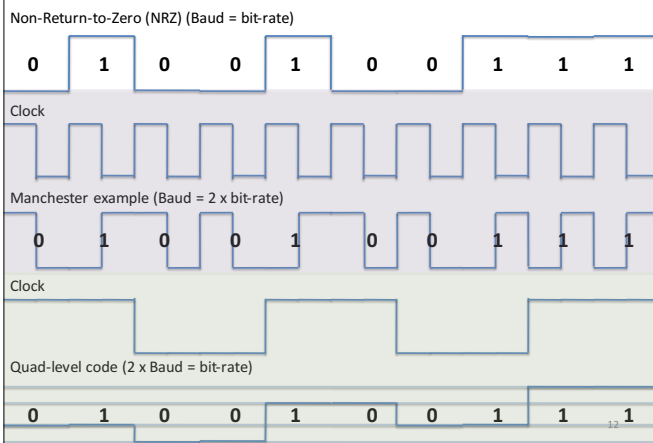 Non-Return-to-Zero (NRZ) (Baud = bit-rate)
0 1 0 0 1 0 0 1 1 1
Clock
Manchester example (Baud = 2 x bit-rate)
0 1 0 0 1 0 0 1 1 1
Clock
Quad-level code (2 x Baud = bit-rate)
0 1 0 0 1 0 0 1 1 1
12